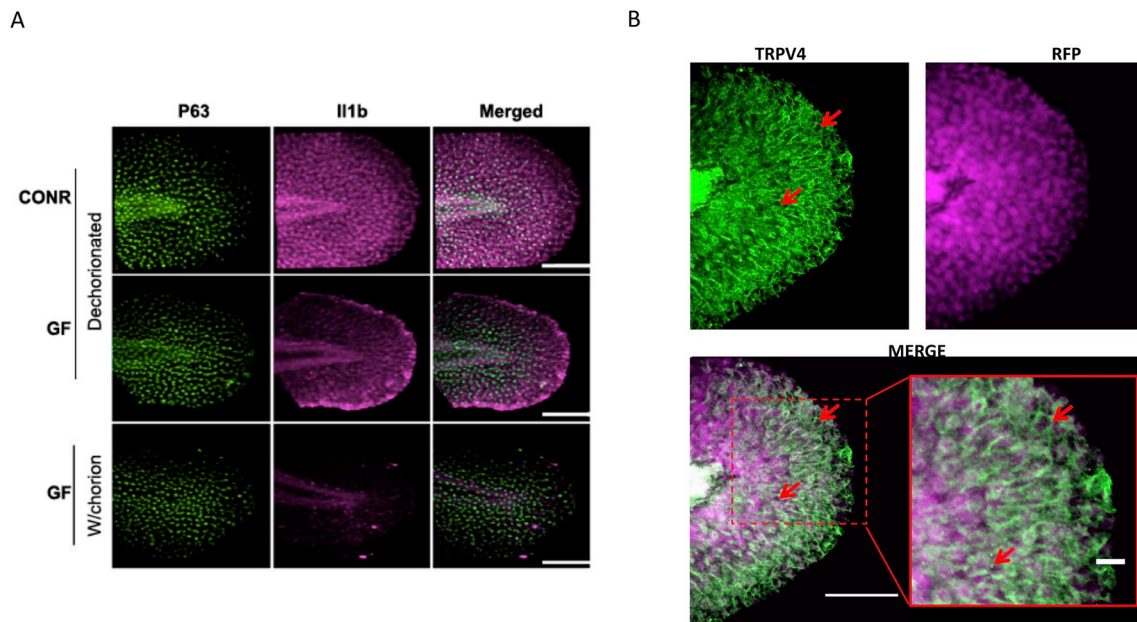 A
B
P63 Il1b Merged
CONR
GF
Dechorionated
GF
W/chorion
TRPV4 RFP
MERGE